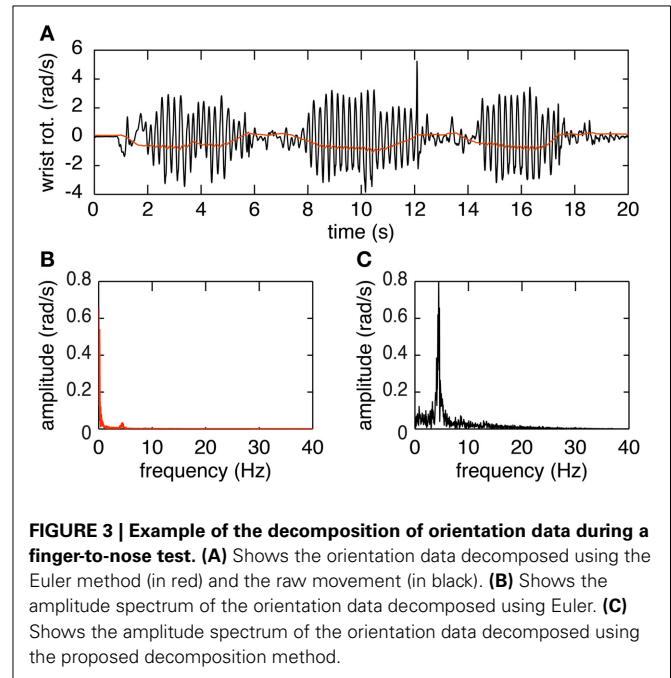 A
6
4
2
0
-2
-4
wrist rot. (rad/s)
0 2 4 6 8 10 12 14 16 18 20
time (s)
B
0.8
0.6
0.4
0.2
0
amplitude (rad/s)
0 10 20 30 40
frequency (Hz)
C
0.8
0.6
0.4
0.2
0
amplitude (rad/s)
0 10 20 30 40
frequency (Hz)
FIGURE 3 | Example of the decomposition of orientation data during a
finger-to-nose test. (A) Shows the orientation data decomposed using the
Euler method (in red) and the raw movement (in black). (B) Shows the
amplitude spectrum of the orientation data decomposed using Euler. (C)
Shows the amplitude spectrum of the orientation data decomposed using
the proposed decomposition method.